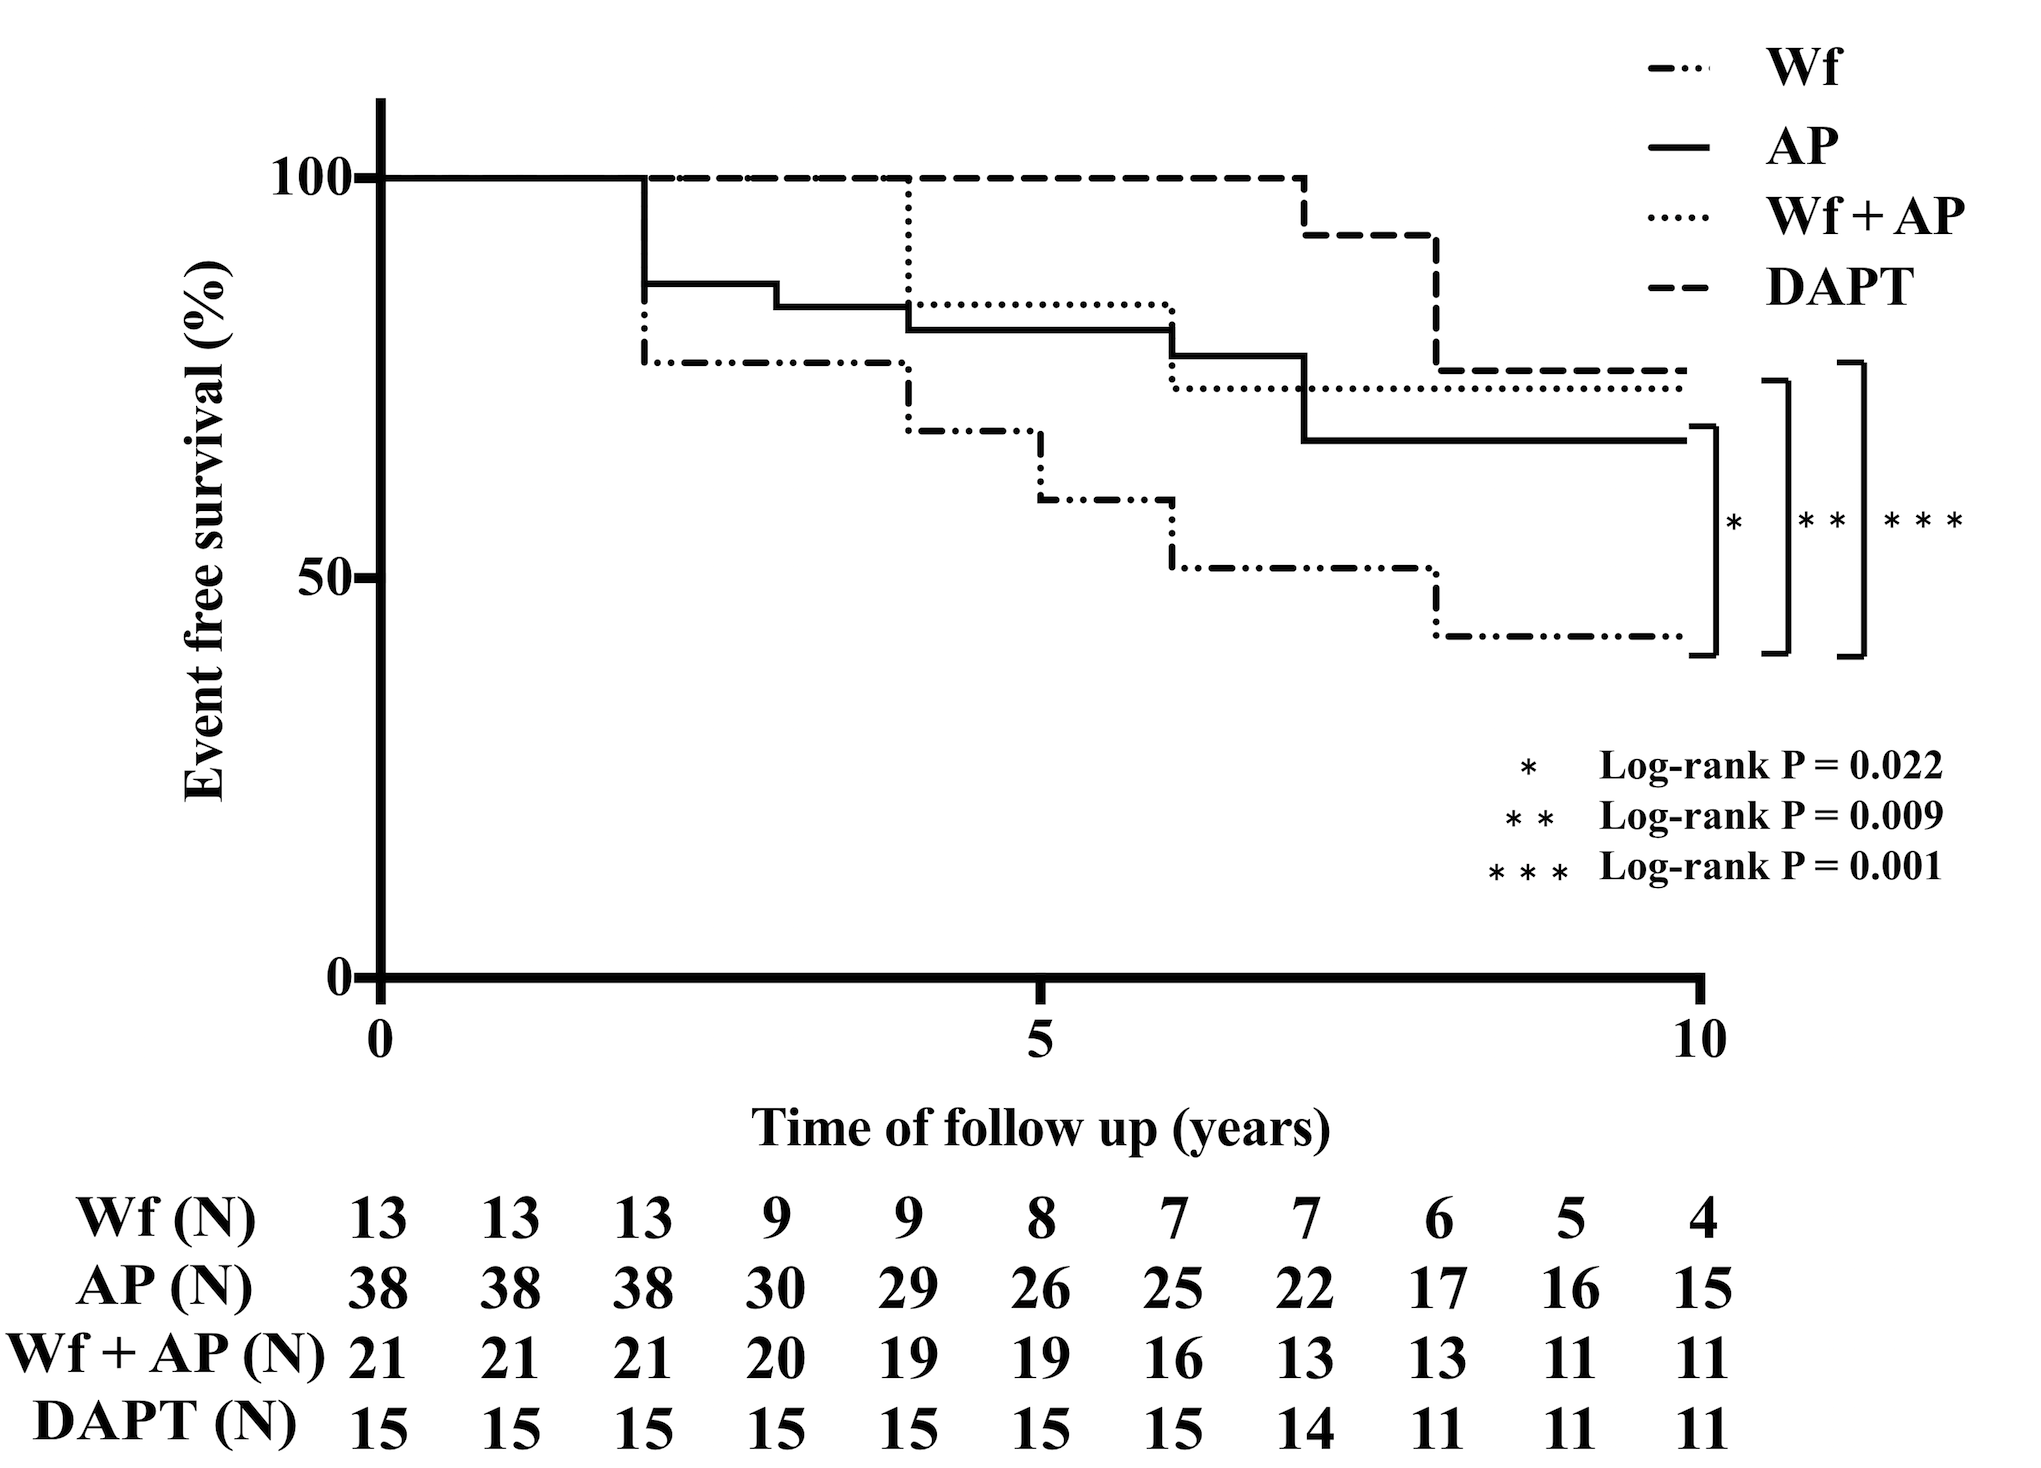 Wf
AP
Wf + AP
DAPT
100
50
0
Event free survival (%)
*
* *
* * *
* Log-rank P = 0.022
* * Log-rank P = 0.009
* * * Log-rank P = 0.001
0 5 10
Time of follow up (years)
Wf (N) 13 13 13 9 9 8 7 7 6 5 4
AP (N) 38 38 38 30 29 26 25 22 17 16 15
Wf + AP (N) 21 21 21 20 19 19 16 13 13 11 11
DAPT (N) 15 15 15 15 15 15 15 14 11 11 11